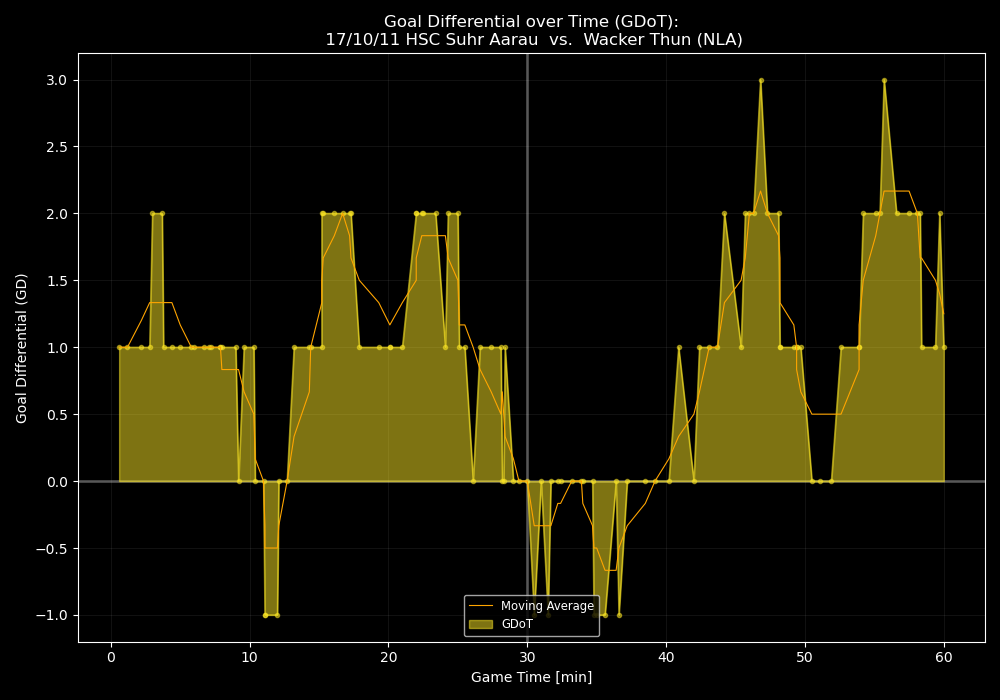 Goal Differential over Time (GDoT):
17/10/11 HSC Suhr Aarau  vs.  Wacker Thun (NLA)
Goal Differential (GD)
3.0
2.5
2.0
1.5
1.0
0.5
0.0
−0.5
−1.0
Moving Average
GDoT
0 10 20 30 40 50 60
Game Time [min]